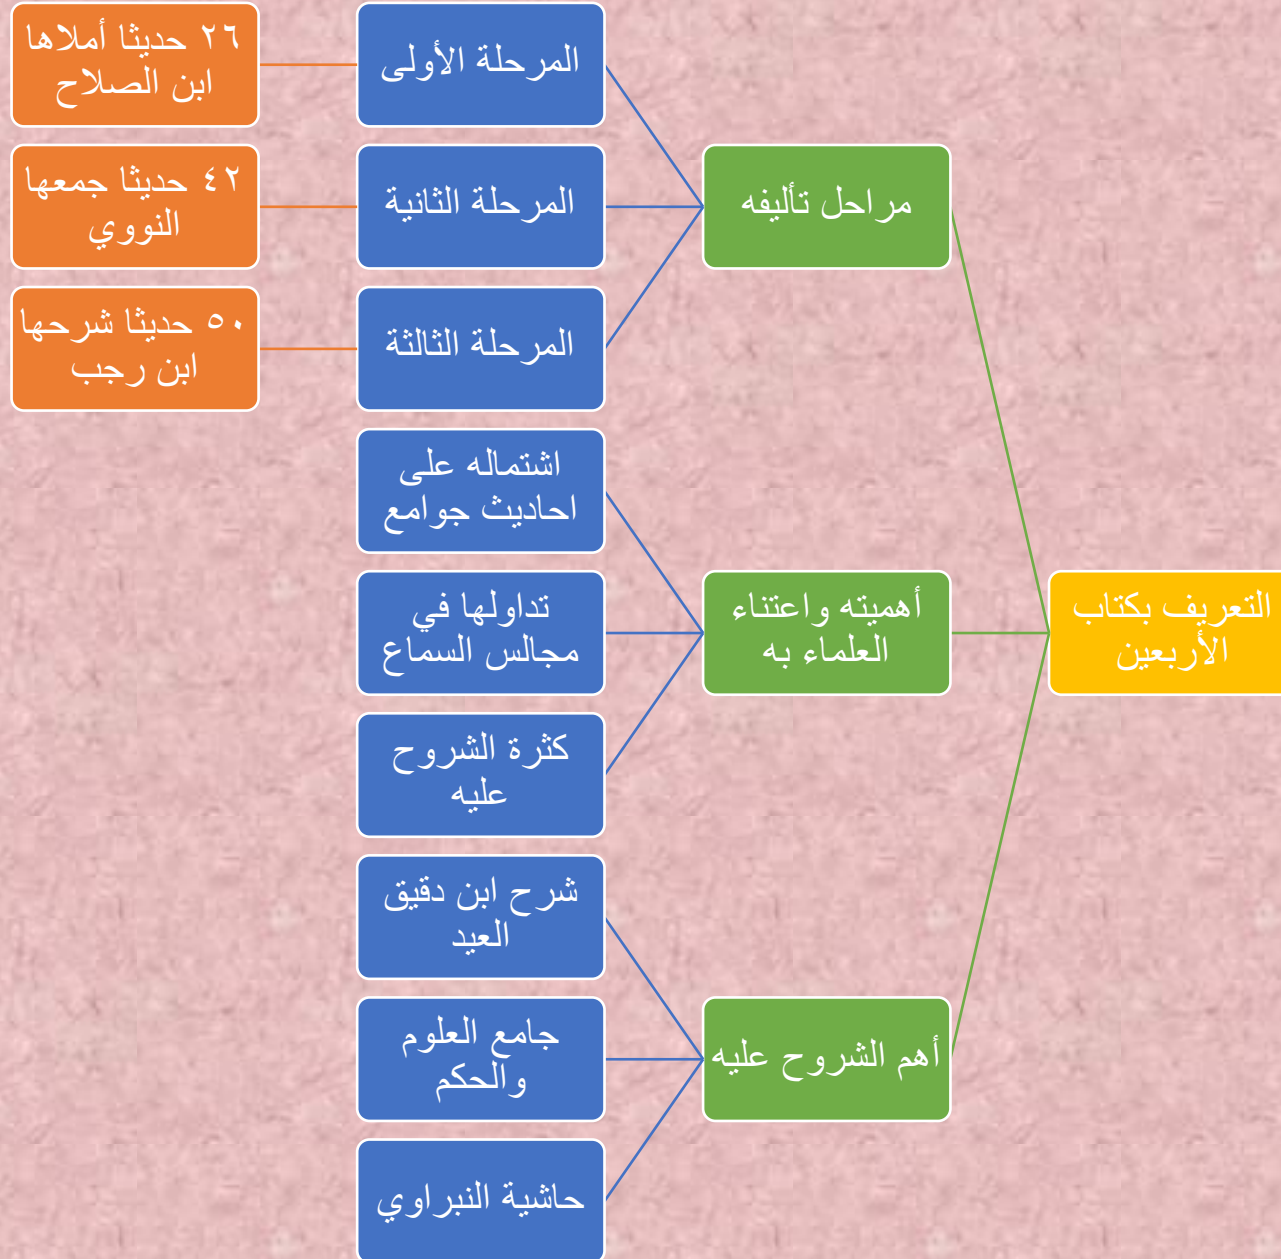 التعريف بكتاب
الأربعين
مراحل تأليفه
المرحلة الأولى
٢٦ حديثا أملاها
ابن الصلاح
المرحلة الثانية
٤٢ حديثا جمعها
النووي
المرحلة الثالثة
٥٠ حديثا شرحها
ابن رجب
أهميته واعتناء
العلماء به
اشتماله على
احاديث جوامع
تداولها في
مجالس السماع
كثرة الشروح
عليه
أهم الشروح عليه
شرح ابن دقيق
العيد
جامع العلوم
والحكم
حاشية النبراوي